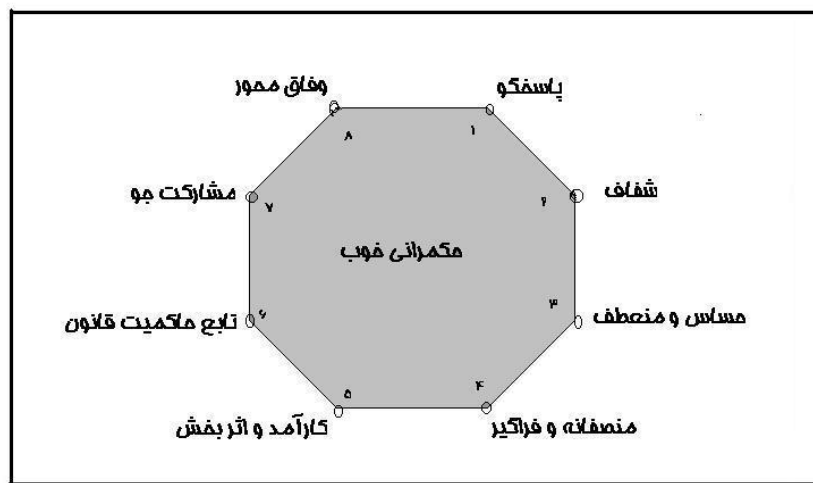 وفاق محور
پاسخگو
۸
۱
مشارکت جو
۷
۲
شفاف
حکمرانی خوب
تابع حاکمیت قانون
۶
۳
حساس و منعطف
۵
۴
کارآمد و اثر بخش
منصفانه و فراگیر